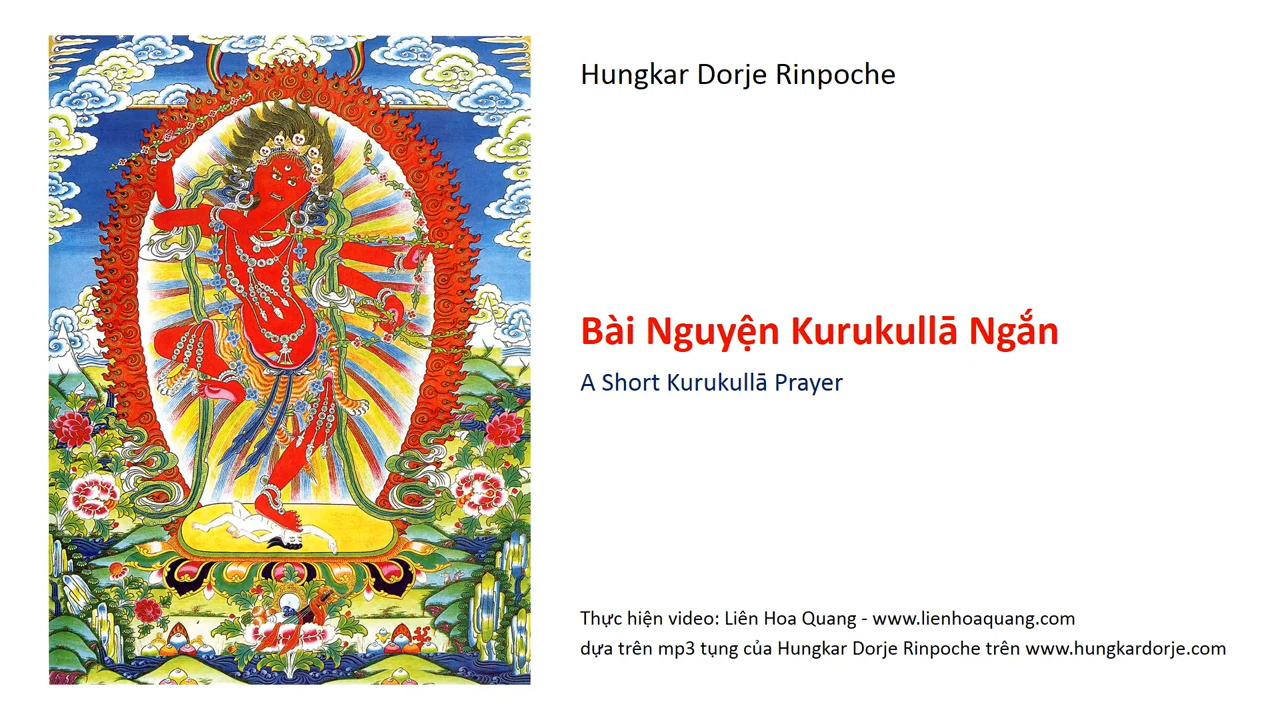 Hungkar Dorje Rinpoche
Bài Nguyện Kurukullā Ngắn
A Short Kurukullā Prayer
Thực hiện video: Liên Hoa Quang - www.lienhoaquang.com
dựa trên mp3 tụng của Hungkar Dorje Rinpoche trên www.hungkardorje.com